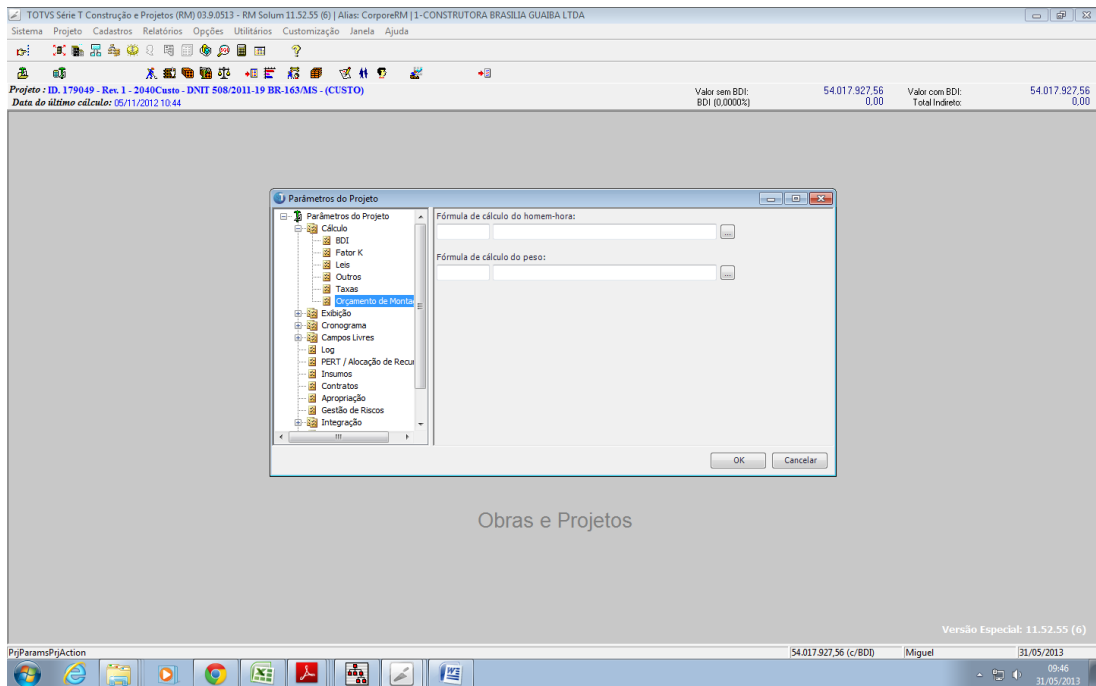 TOTVS Série T Construção e Projetos (RM) 03.9.0513 - RM Solum 11.52.55 (6) | Alias: CorporeRM | 1-CONSTRUTORA BRASILIA GUAIBA LTDA
Sistema Projeto Cadastros Relatórios Opções Utilitários Customização Janela Ajuda
Projeto : ID. 179049 - Rev. 1 - 2040Custo - DNIT 508/2011-19 BR-163/MS - (CUSTO)
Valor sem BDI: 54.017.927,56 Valor com BDI: 54.017.927,56
Data do último cálculo: 05/11/2012 10:44
BDI (0,0000%) 0,00 Total Indireto: 0,00
Parâmetros do Projeto
Parâmetros do Projeto
Cálculo
BDI
Fator K
Leis
Outros
Taxas
Orçamento de Monta
Exibição
Cronograma
Campos Livres
Log
PERT / Alocação de Recu
Insumos
Contratos
Apropriação
Gestão de Riscos
Integração
Fórmula de cálculo do homem-hora:
...
Fórmula de cálculo do peso:
...
OK Cancelar
Obras e Projetos
Versão Especial: 11.52.55 (6)
PrjParamsPrjAction 54.017.927,56 (c/BDI) Miguel 31/05/2013
09:46
31/05/2013